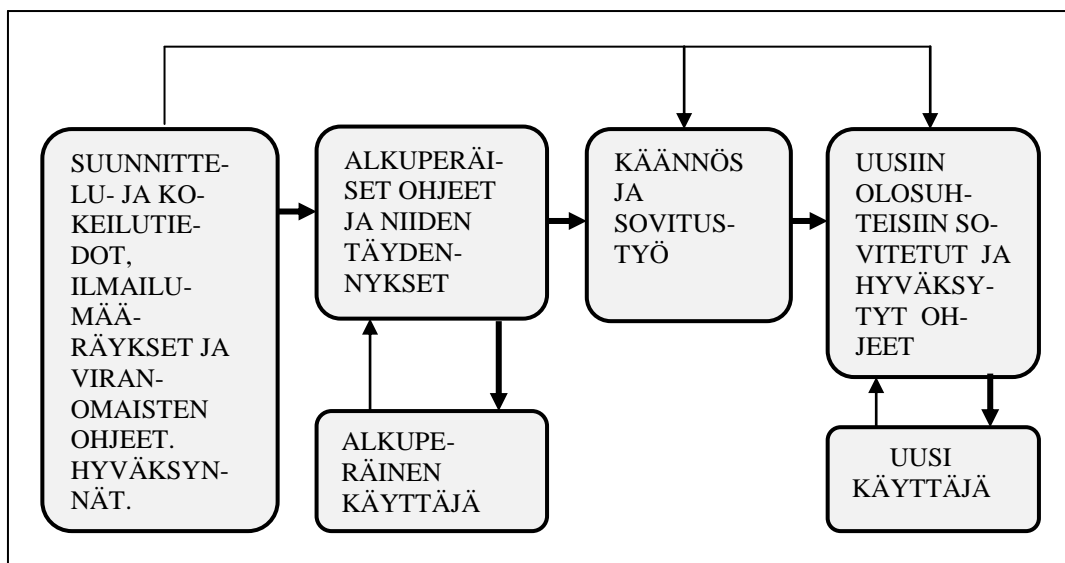 SUUNNITTE-
LU- JA KO-
KEILUTIE-
DOT,
ILMAILU-
MÄÄ-
RÄYKSET JA
VIRAN-
OMAISTEN
OHJEET.
HYVÄKSYN-
NÄT.
ALKUPERÄI-
SET OHJEET
JA NIIDEN
TÄYDEN-
NYKSET
KÄÄNNÖS
JA
SOVITUS-
TYÖ
UUSIIN
OLOSUH-
TEISIIN SO-
VITETUT JA
HYVÄKSY-
TYT OH-
JEET
ALKUPE-
RÄINEN
KÄYTTÄJÄ
UUSI
KÄYTTÄJÄ